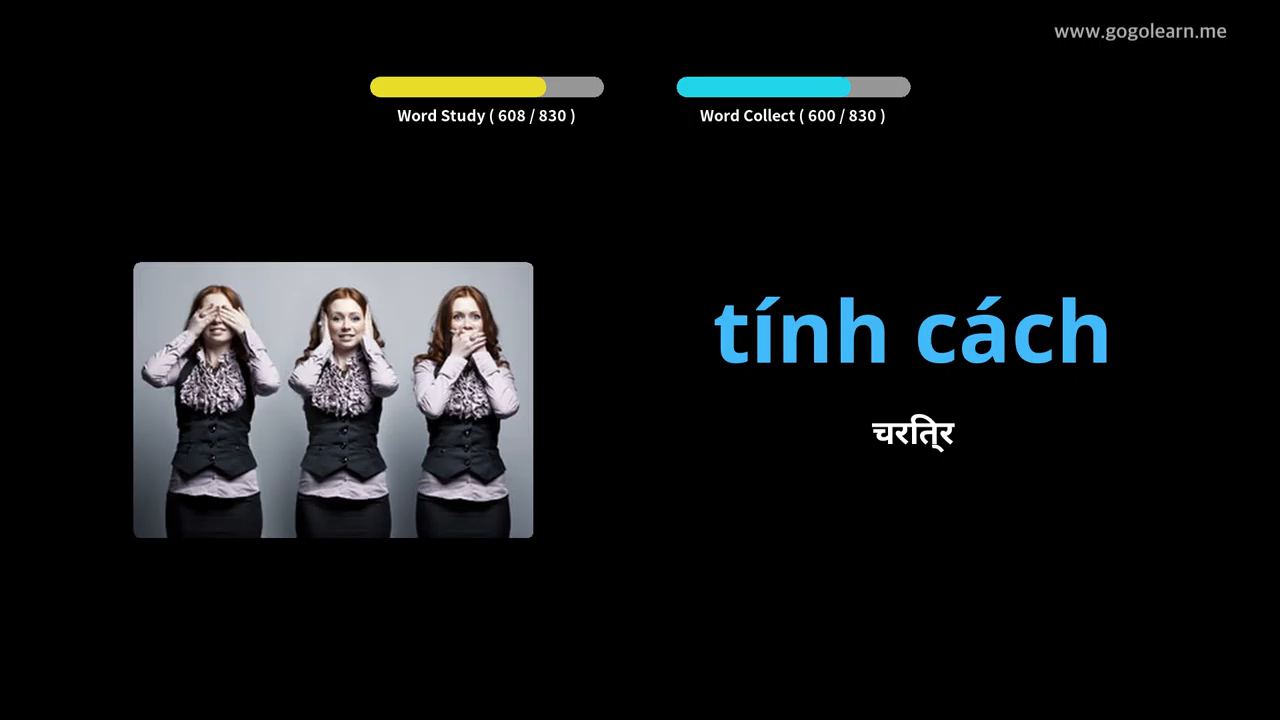 www.gogolearn.me
Word Study ( 608 / 830 )
Word Collect ( 600 / 830 )
tính cách
चरित्र